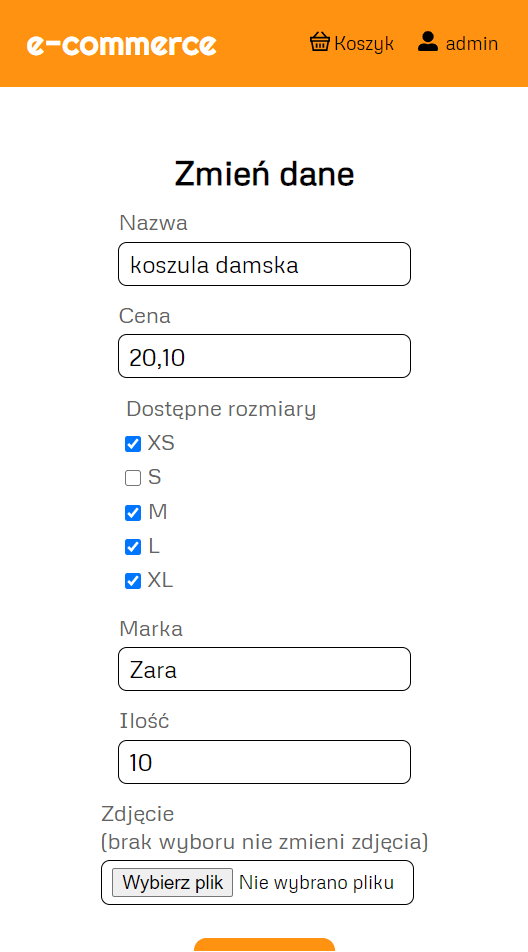 e-commerce Koszyk admin
Zmień dane
Nazwa
koszula damska
Cena
20,10
Dostępne rozmiary
XS
S
M
L
XL
Marka
Zara
Ilość
10
Zdjęcie
(brak wyboru nie zmieni zdjęcia)
Wybierz plik Nie wybrano pliku